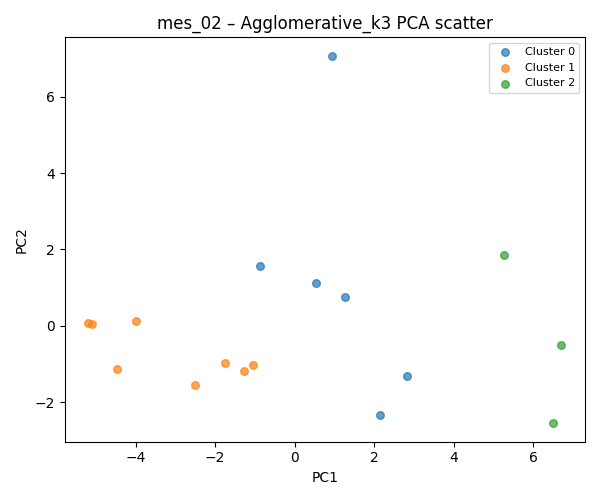 mes_02 – Agglomerative_k3 PCA scatter
Cluster 0
Cluster 1
Cluster 2
PC2
6
4
2
0
−2
−4
−2
0
2
4
6
PC1